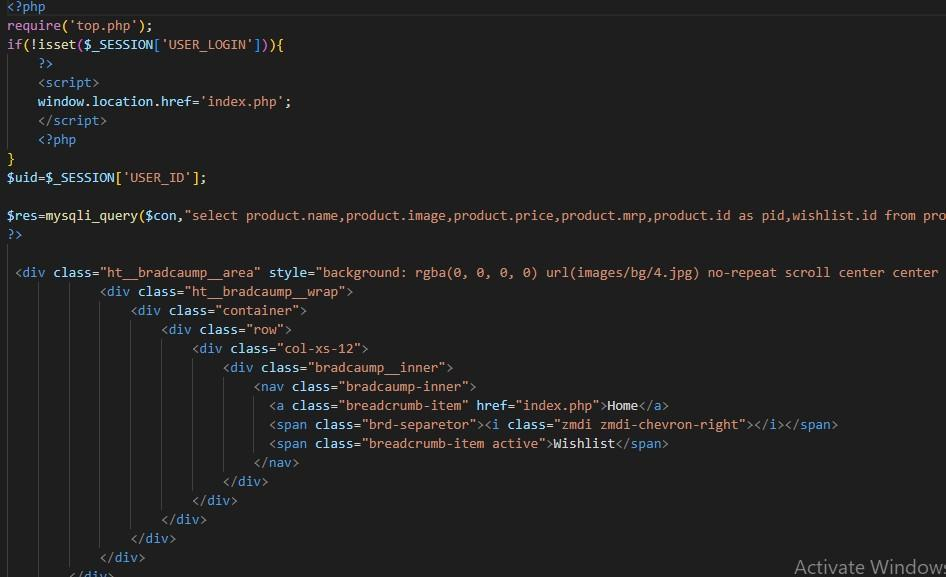 <?php
require('top.php');
if(!isset($_SESSION['USER_LOGIN'])){
?>
<script>
window.location.href='index.php';
</script>
<?php
}
$uid=$_SESSION['USER_ID'];
$res=mysqli_query($con,"select product.name,product.image,product.price,product.mrp,product.id as pid,wishlist.id from pro
?>
<div class="ht__bradcaump__area" style="background: rgba(0, 0, 0, 0) url(images/bg/4.jpg) no-repeat scroll center center
<div class="ht__bradcaump__wrap">
<div class="container">
<div class="row">
<div class="col-xs-12">
<div class="bradcaump__inner">
<nav class="bradcaump-inner">
<a class="breadcrumb-item" href="index.php">Home</a>
<span class="brd-separetor"><i class="zmdi zmdi-chevron-right"></i></span>
<span class="breadcrumb-item active">Wishlist</span>
</nav>
</div>
</div>
</div>
</div>
</div>
</div>
Activate Windows